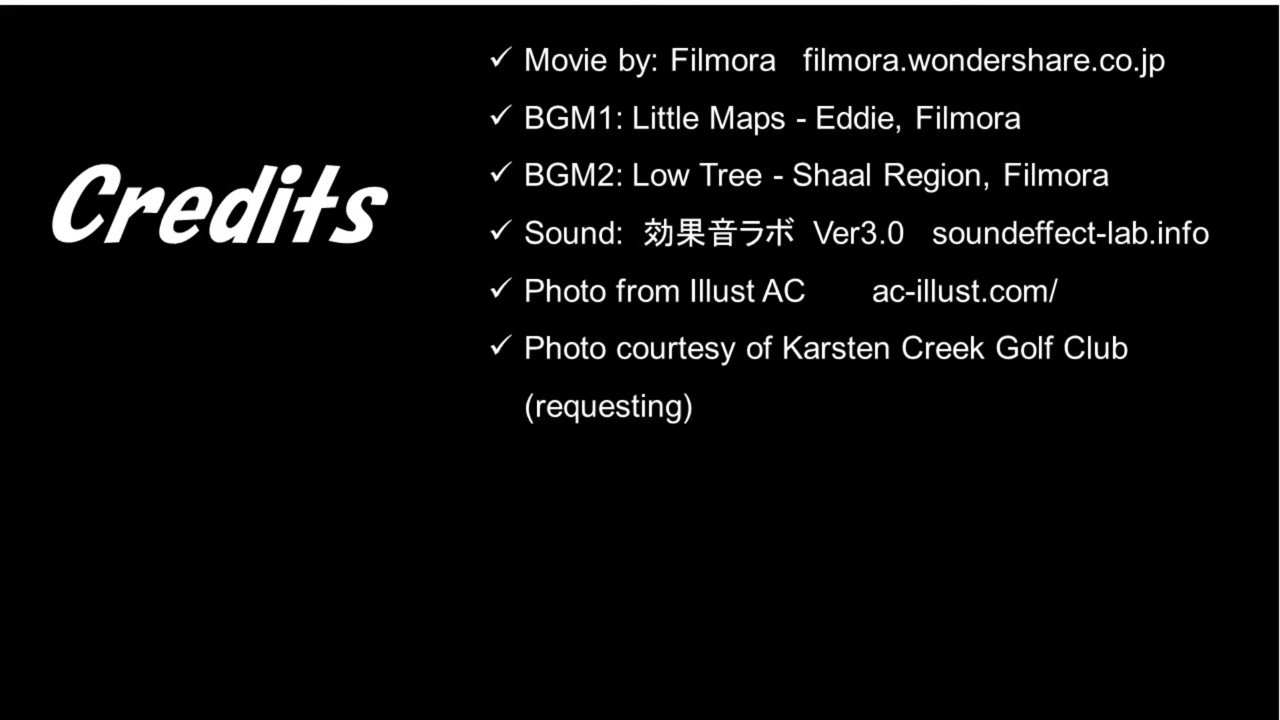 Credits
✓ Movie by: Filmora filmora.wondershare.co.jp
✓ BGM1: Little Maps - Eddie, Filmora
✓ BGM2: Low Tree - Shaal Region, Filmora
✓ Sound: 効果音ラボ Ver3.0 soundeffect-lab.info
✓ Photo from Illust AC ac-illust.com/
✓ Photo courtesy of Karsten Creek Golf Club
(requesting)